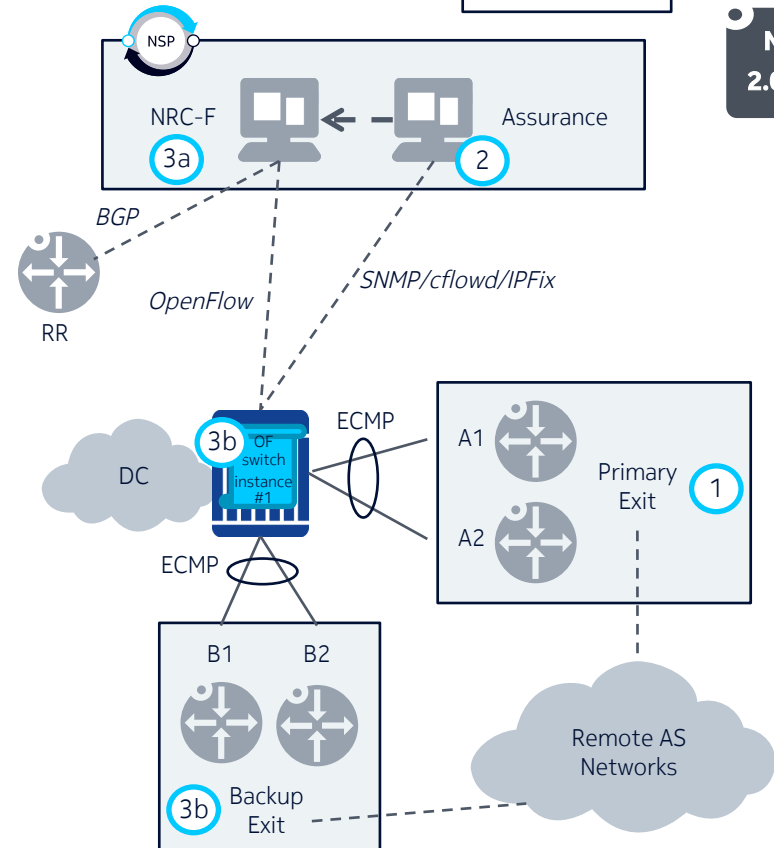 NSP
2.
NRC-F
Assurance
3a
2
BGP
OpenFlow
SNMP/cflowd/IPFix
RR
ECMP
A1
3b
OF
switch
instance
#1
DC
Primary
Exit
1
A2
ECMP
B1
B2
Remote AS
Networks
3b
Backup
Exit